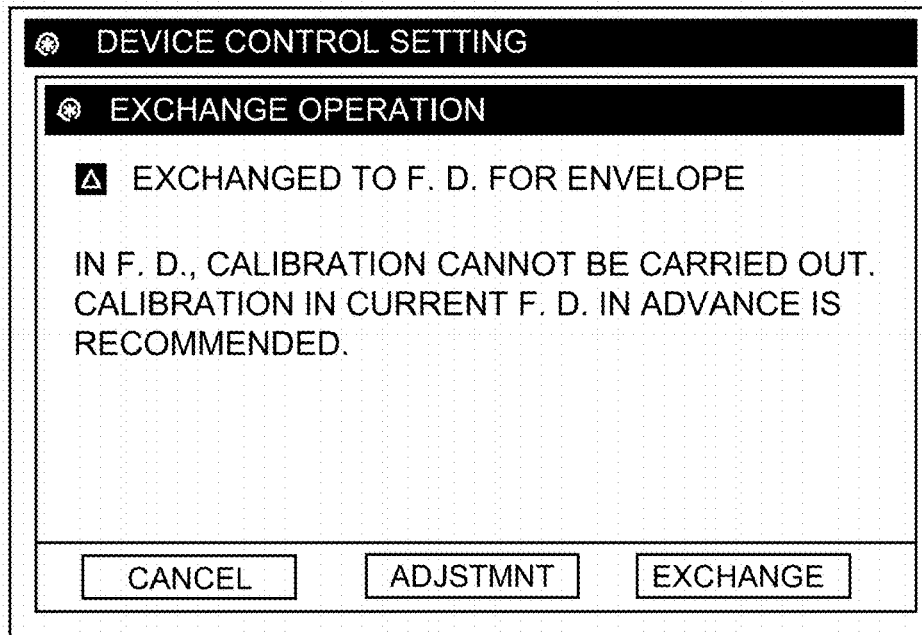 DEVICE CONTROL SETTING
EXCHANGE OPERATION
EXCHANGED TO F. D. FOR ENVELOPE
IN F. D., CALIBRATION CANNOT BE CARRIED OUT.
CALIBRATION IN CURRENT F. D. IN ADVANCE IS
RECOMMENDED.
CANCEL ADJSTMNT EXCHANGE